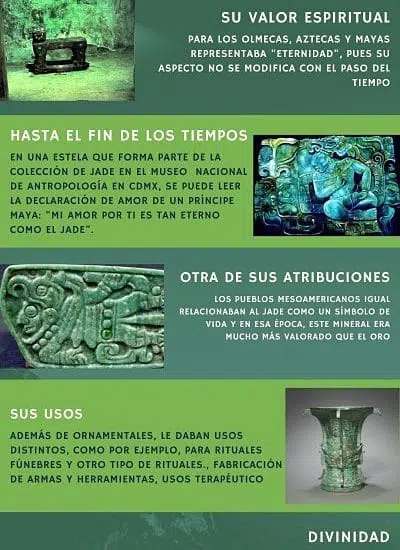 SU VALOR ESPIRITUAL
PARA LOS OLMECAS, AZTECAS Y MAYAS
REPRESENTABA "ETERNIDAD", PUES SU
ASPECTO NO SE MODIFICA CON EL PASO DEL
TIEMPO
HASTA EL FIN DE LOS TIEMPOS
EN UNA ESTELA QUE FORMA PARTE DE LA
COLECCIÓN DE JADE EN EL MUSEO NACIONAL
DE ANTROPOLOGÍA EN CDMX, SE PUEDE LEER
LA DECLARACIÓN DE AMOR DE UN PRÍNCIPE
MAYA: "MI AMOR POR TI ES TAN ETERNO
COMO EL JADE".
OTRA DE SUS ATRIBUCIONES
LOS PUEBLOS MESOAMERICANOS IGUAL
RELACIONABAN AL JADE COMO UN SÍMBOLO DE
VIDA Y EN ESA ÉPOCA, ESTE MINERAL ERA
MUCHO MÁS VALORADO QUE EL ORO
SUS USOS
ADEMÁS DE ORNAMENTALES, LE DABAN USOS
DISTINTOS, COMO POR EJEMPLO, PARA RITUALES
FÚNEBRES Y OTRO TIPO DE RITUALES., FABRICACIÓN
DE ARMAS Y HERRAMIENTAS, USOS TERAPÉUTICO
DIVINIDAD